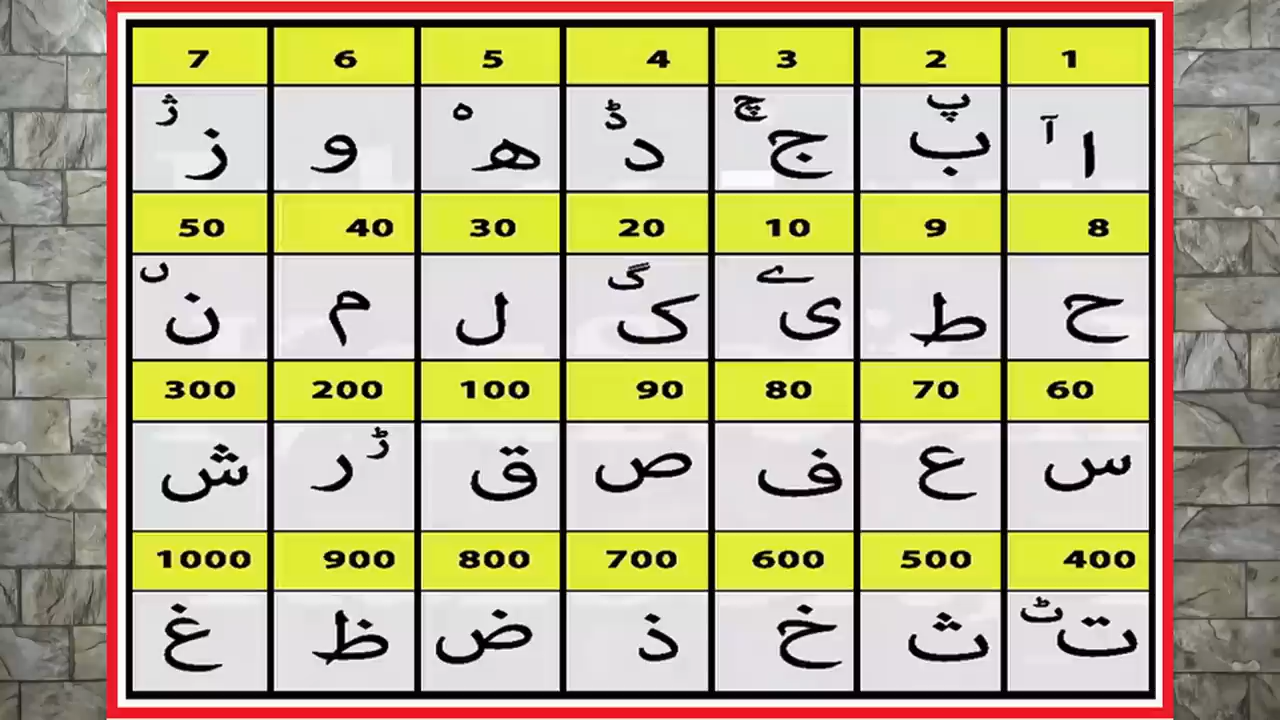 1 2 3 4 5 6 7
ا آ ب پ ج چ د ڈ ھ ہ و ز ژ
8 9 10 20 30 40 50
ح ط ی ے ک گ ل م ن ں
60 70 80 90 100 200 300
س ع ف ص ق ر ڑ ش
400 500 600 700 800 900 1000
ت ٹ ث خ ذ ض ظ غ